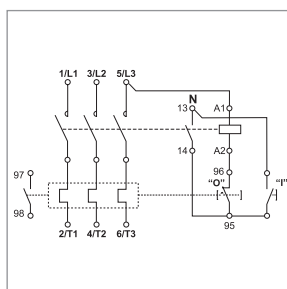 1/L1 3/L2 5/L3
N
13 A1
14 A2
97 96
"O" "I"
98 95
2/T1 4/T2 6/T3